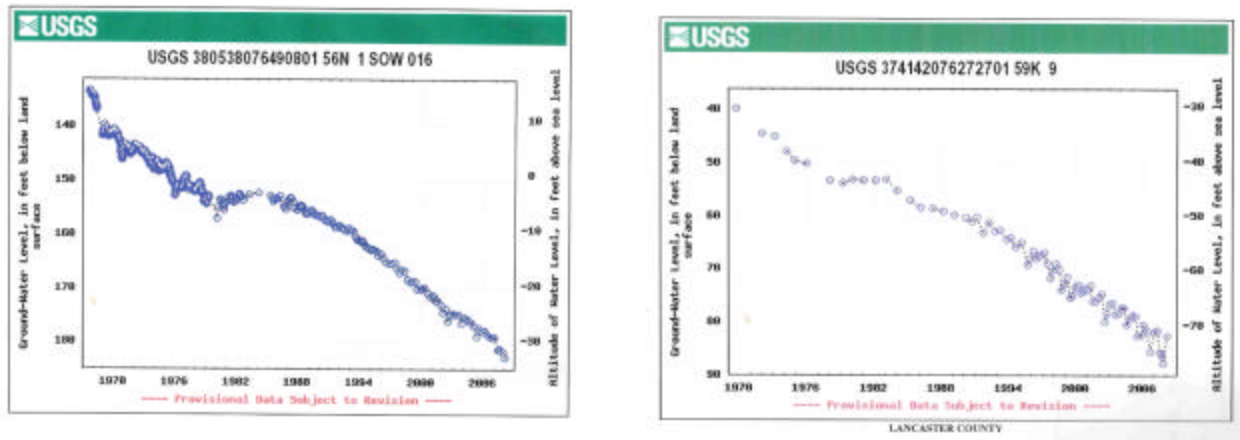 USGS
USGS 380538076490801 56N 1 SOW 016
Ground-Water Level, in feet below land
surface
140
150
160
170
180
10
0
-10
-20
-30
Altitude of Water Level, in feet above sea level
1970
1976
1982
1988
1994
2000
2006
---- Provisional Data Subject to Revision ----
USGS
USGS 374142076272701 59K 9
Ground-Water Level, in feet below land
surface
40
50
60
70
80
90
-30
-40
-50
-60
-70
Altitude of Water Level, in feet above sea level
1970
1976
1982
1988
1994
2000
2006
---- Provisional Data Subject to Revision ----
LANCASTER COUNTY